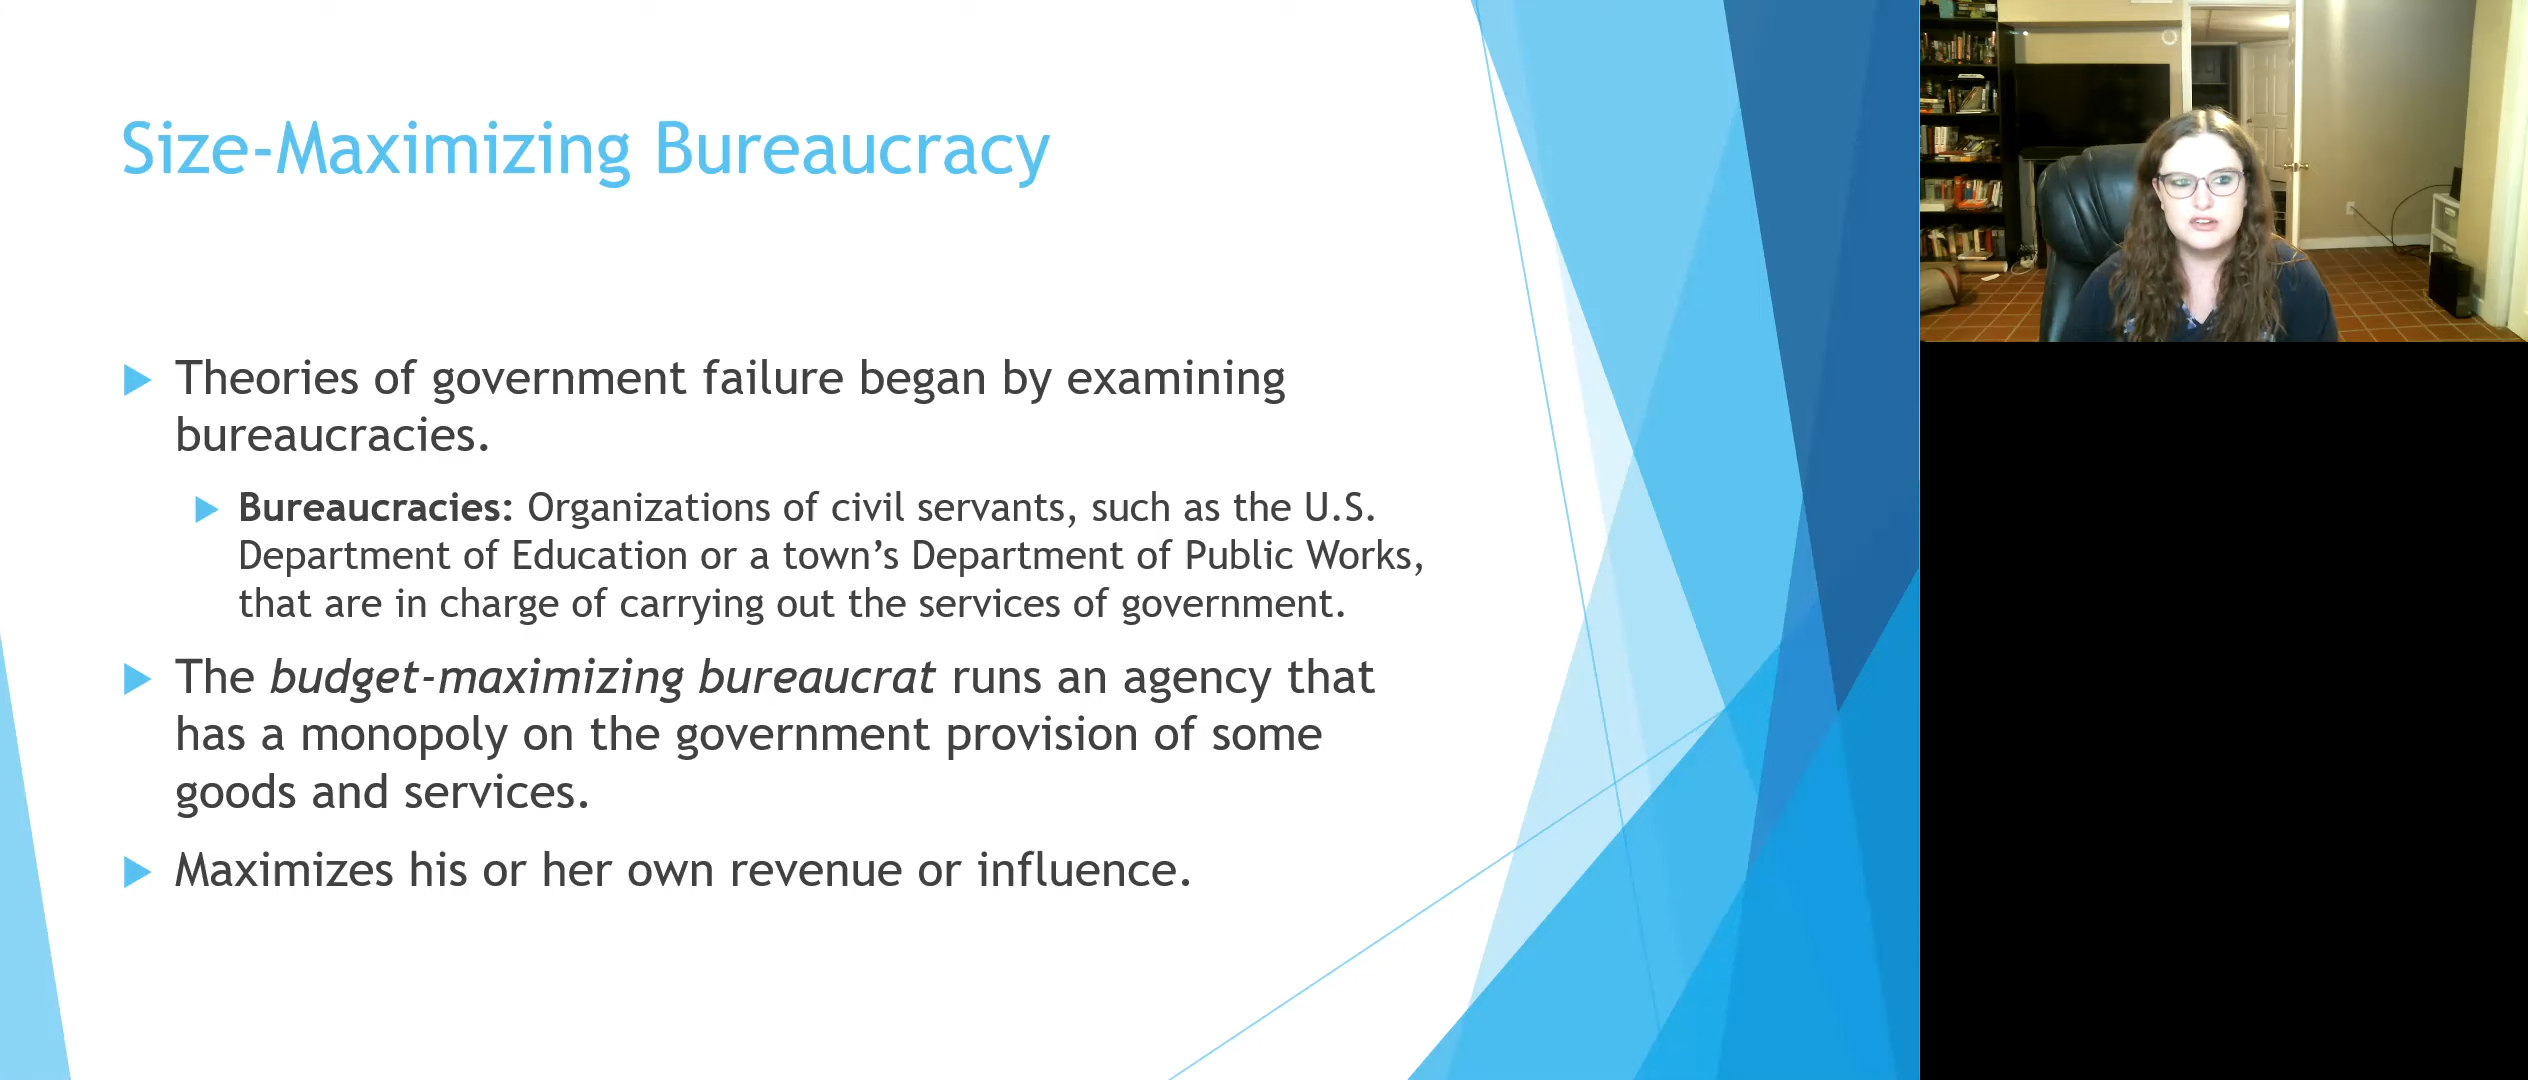 Size-Maximizing Bureaucracy
Theories of government failure began by examining
bureaucracies.
Bureaucracies: Organizations of civil servants, such as the U.S.
Department of Education or a town’s Department of Public Works,
that are in charge of carrying out the services of government.
The budget-maximizing bureaucrat runs an agency that
has a monopoly on the government provision of some
goods and services.
Maximizes his or her own revenue or influence.